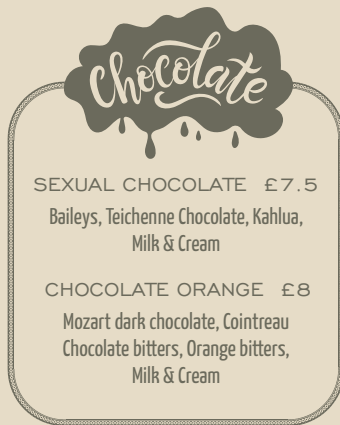 Chocolate
SEXUAL CHOCOLATE £7.5
Baileys, Teichenne Chocolate, Kahlua,
Milk & Cream
CHOCOLATE ORANGE £8
Mozart dark chocolate, Cointreau
Chocolate bitters, Orange bitters,
Milk & Cream